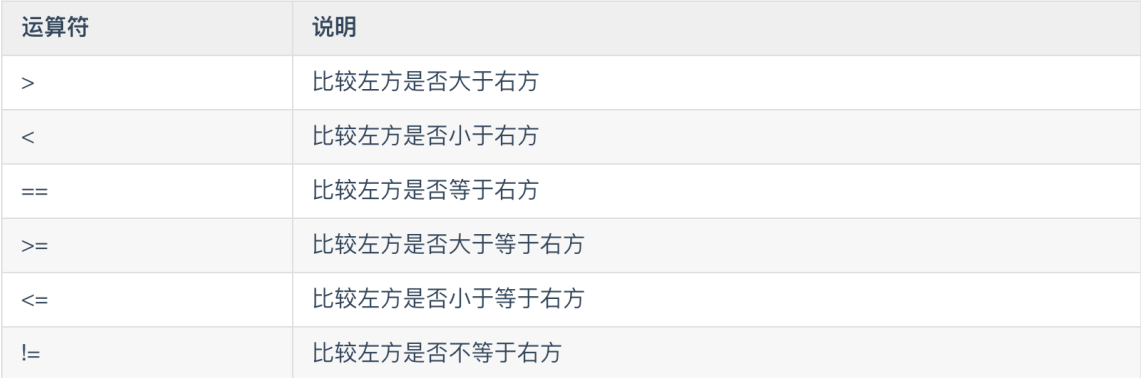 运算符 说明
> 比较左方是否大于右方
< 比较左方是否小于右方
== 比较左方是否等于右方
>= 比较左方是否大于等于右方
<= 比较左方是否小于等于右方
!= 比较左方是否不等于右方